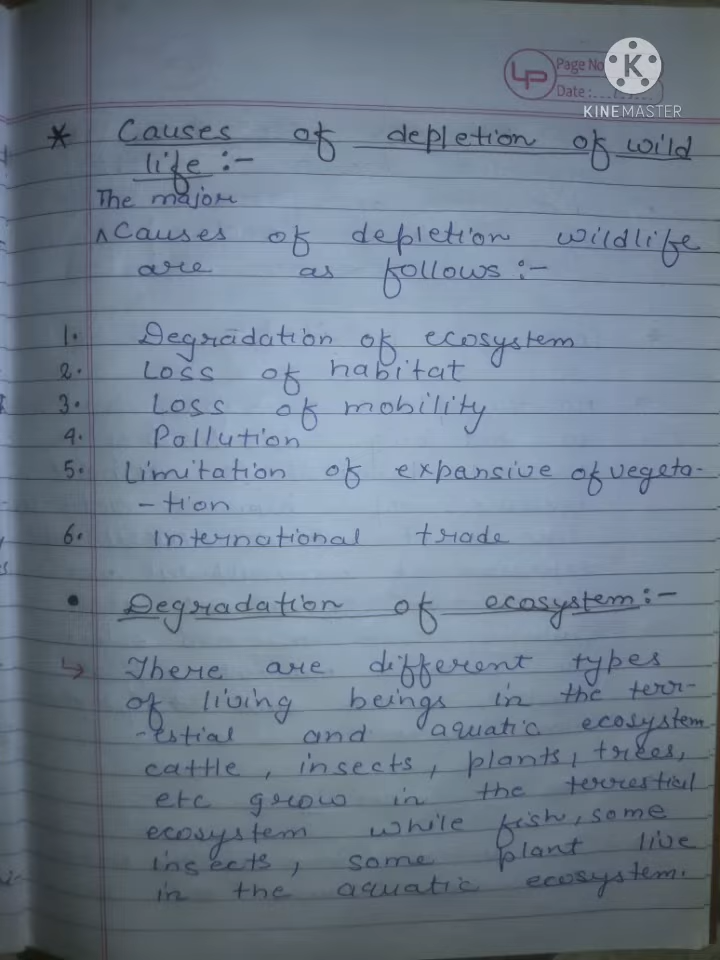 LP
Page No
Date:
K
KINEMASTER
* Causes of depletion of wild
life :-
The major
^ Causes of depletion wildlife
are as follows :-
1. Degradation of ecosystem
2. Loss of habitat
3. Loss of mobility
4. Pollution
5. Limitation of expansive of vegeta-
-tion
6. International trade
• Degradation of ecosystem :-
↳ There are different types
of living beings in the terr-
-estial and aquatic ecosystem
cattle, insects, plants, trees,
etc grow in the terrestial
ecosystem while fish, some
insects, some plant live
in the aquatic ecosystem.